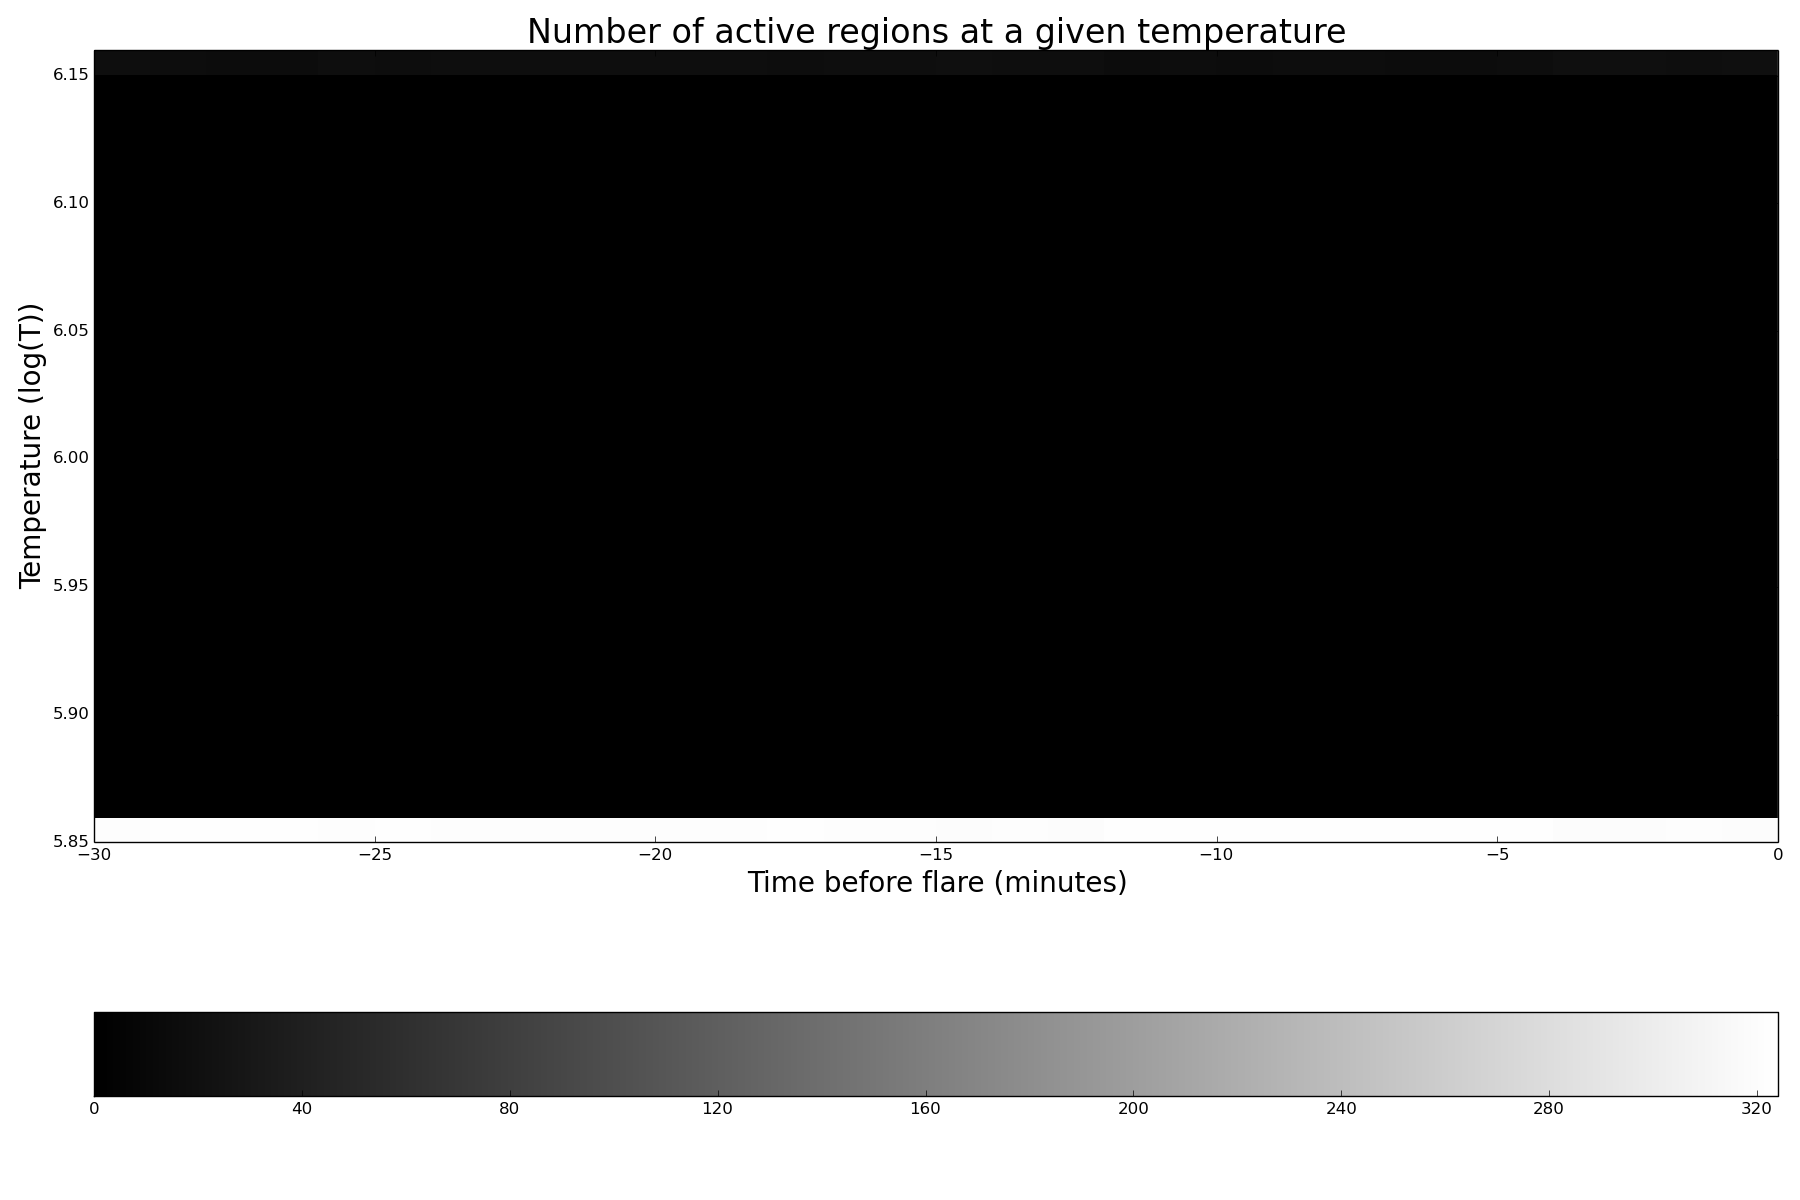 Number of active regions at a given temperature
6.15
6.10
6.05
6.00
5.95
5.90
5.85
Temperature (log(T))
−30 −25 −20 −15 −10 −5 0
Time before flare (minutes)
0 40 80 120 160 200 240 280 320